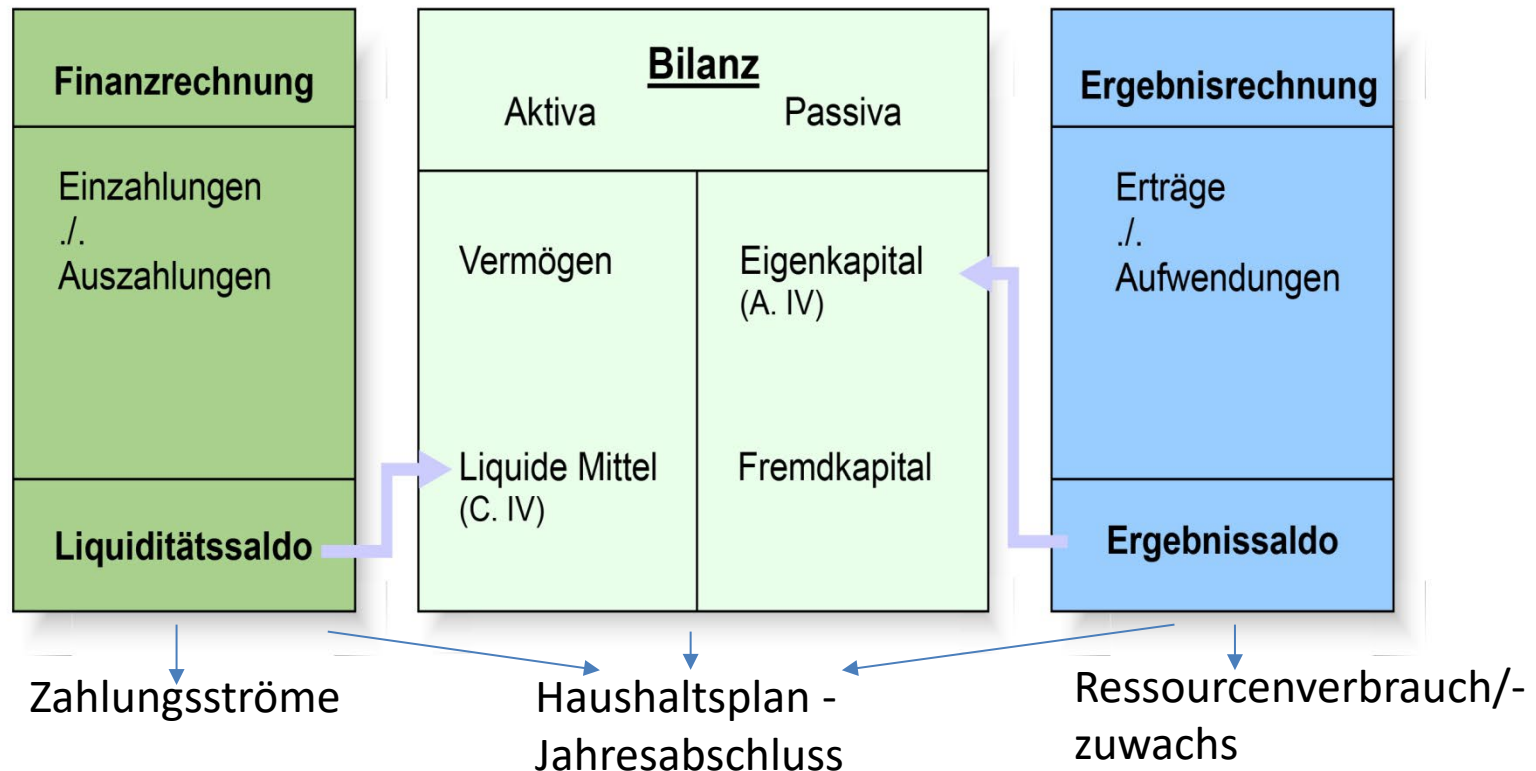 Finanzrechnung
Einzahlungen
./.
Auszahlungen
Liquiditätssaldo
Bilanz
Aktiva Passiva
Vermögen Eigenkapital
(A. IV)
Liquide Mittel Fremdkapital
(C. IV)
Ergebnisrechnung
Erträge
./.
Aufwendungen
Ergebnissaldo
Zahlungsströme
Haushaltsplan -
Jahresabschluss
Ressourcenverbrauch/-
zuwachs